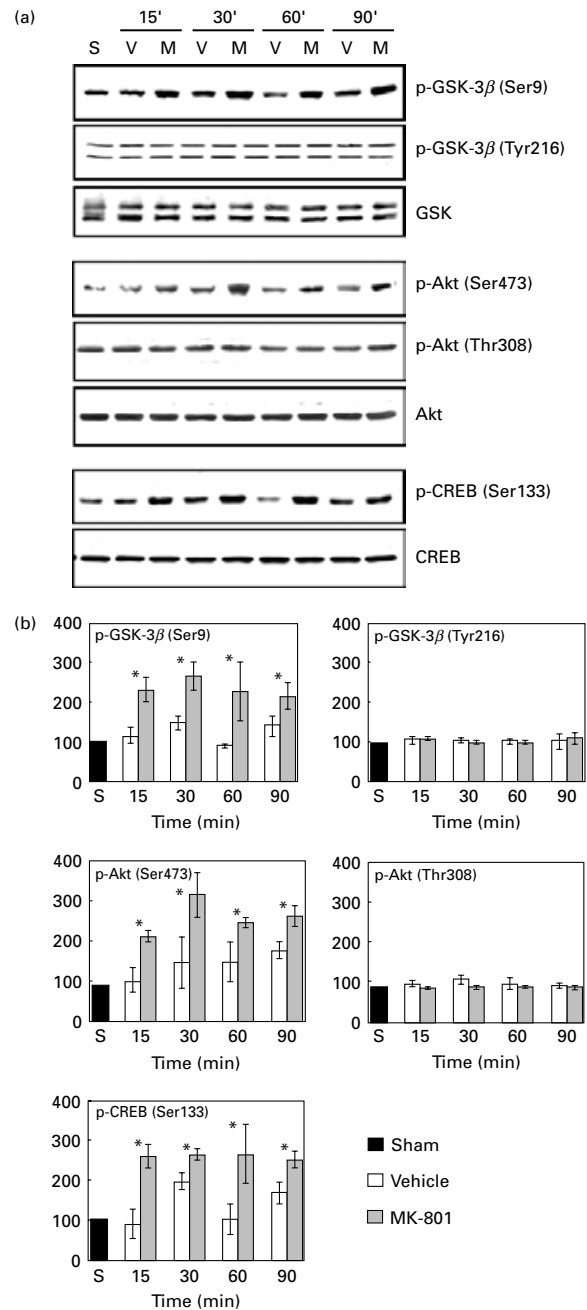 (a)
15' 30' 60' 90'
S V M V M V M V M
p-GSK-3β (Ser9)
p-GSK-3β (Tyr216)
GSK
p-Akt (Ser473)
p-Akt (Thr308)
Akt
p-CREB (Ser133)
CREB
(b)
p-GSK-3β (Ser9)
400
300
200
100
0
* * * *
S 15 30 60 90
Time (min)
p-GSK-3β (Tyr216)
400
300
200
100
0
S 15 30 60 90
Time (min)
p-Akt (Ser473)
400
300
200
100
0
* * * *
S 15 30 60 90
Time (min)
p-Akt (Thr308)
400
300
200
100
0
S 15 30 60 90
Time (min)
p-CREB (Ser133)
400
300
200
100
0
* * * *
S 15 30 60 90
Time (min)
Sham
Vehicle
MK-801